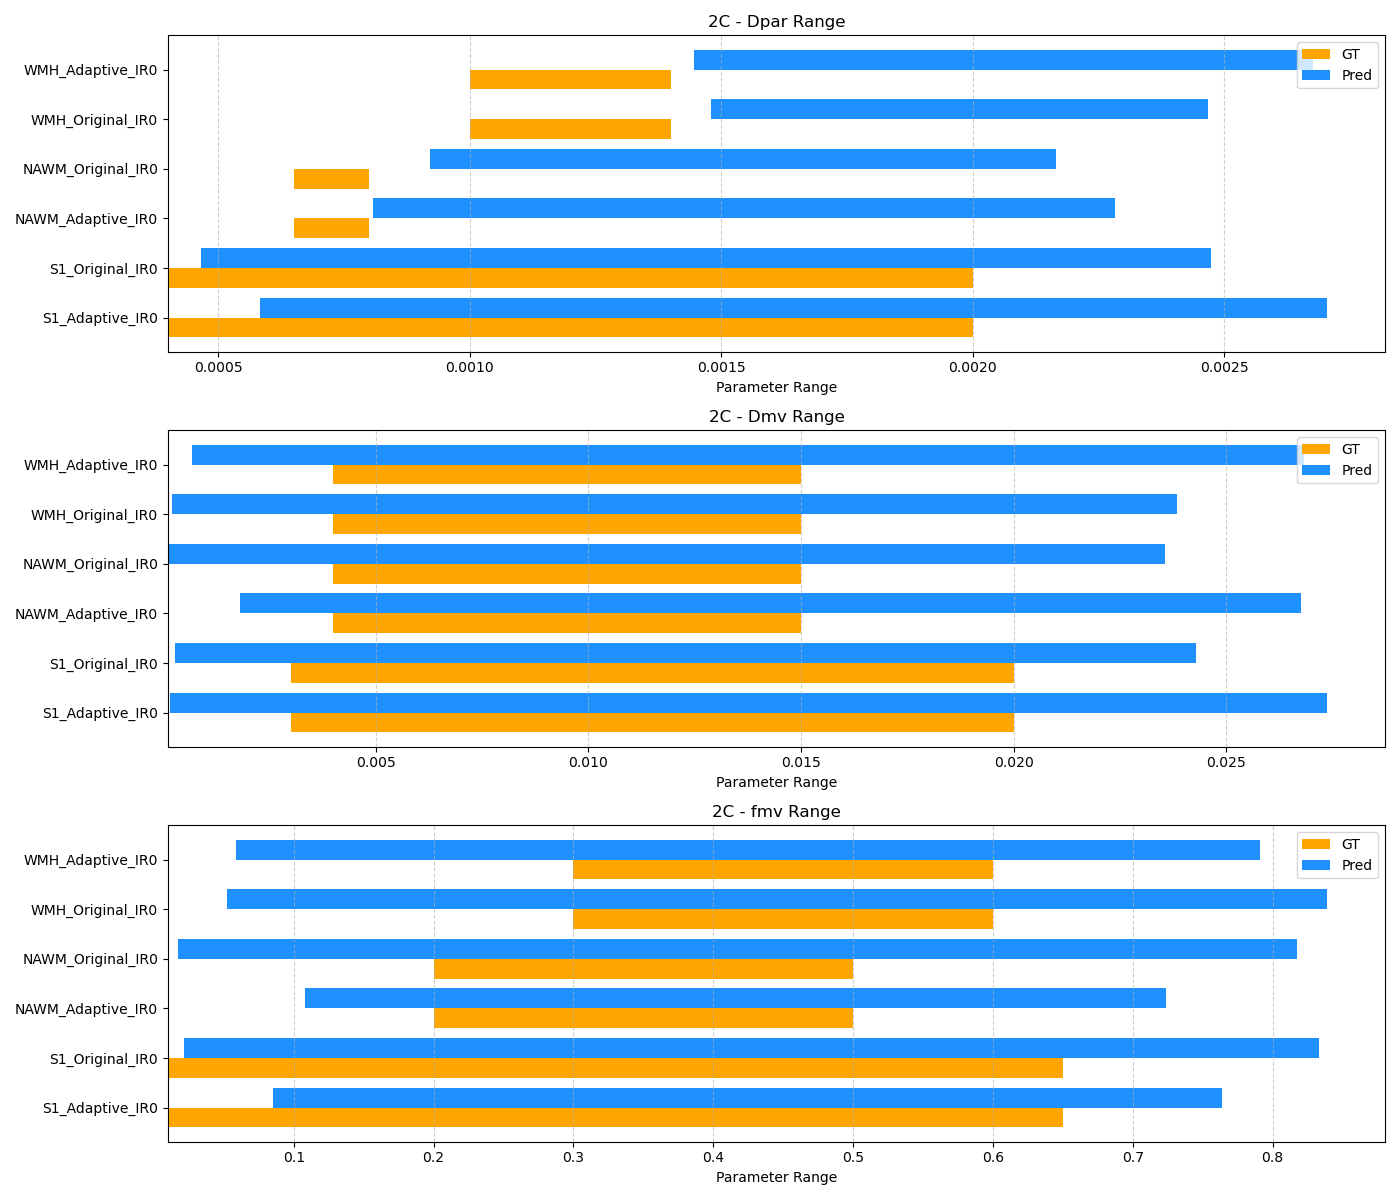 2C - Dpar Range
WMH_Adaptive_IR0
WMH_Original_IR0
NAWM_Original_IR0
NAWM_Adaptive_IR0
S1_Original_IR0
S1_Adaptive_IR0
GT
Pred
0.0005 0.0010 0.0015 0.0020 0.0025
Parameter Range
2C - Dmv Range
WMH_Adaptive_IR0
WMH_Original_IR0
NAWM_Original_IR0
NAWM_Adaptive_IR0
S1_Original_IR0
S1_Adaptive_IR0
GT
Pred
0.005 0.010 0.015 0.020 0.025
Parameter Range
2C - fmv Range
WMH_Adaptive_IR0
WMH_Original_IR0
NAWM_Original_IR0
NAWM_Adaptive_IR0
S1_Original_IR0
S1_Adaptive_IR0
GT
Pred
0.1 0.2 0.3 0.4 0.5 0.6 0.7 0.8
Parameter Range